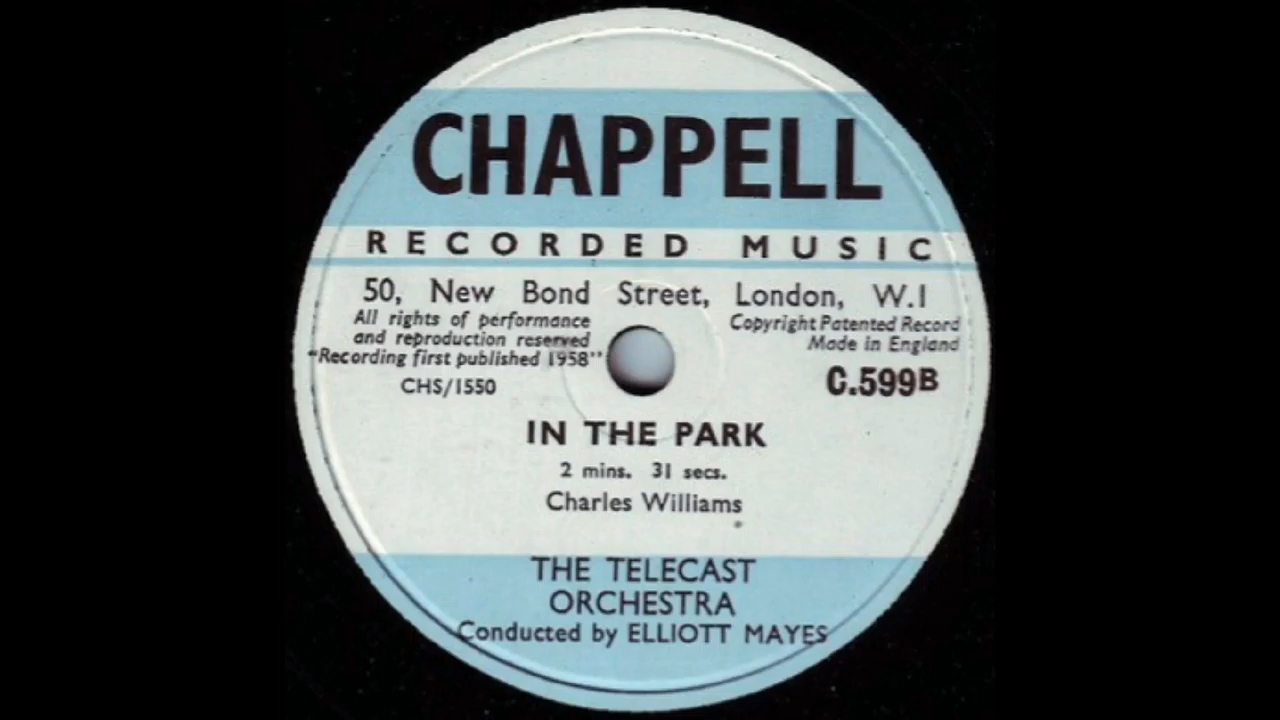 CHAPPELL
RECORDED MUSIC
50, New Bond Street, London, W.1
All rights of performance
and reproduction reserved
"Recording first published 1958"
CHS/1550
Copyright Patented Record
Made in England
C.599B
IN THE PARK
2 mins. 31 secs.
Charles Williams
THE TELECAST
ORCHESTRA
Conducted by ELLIOTT MAYES